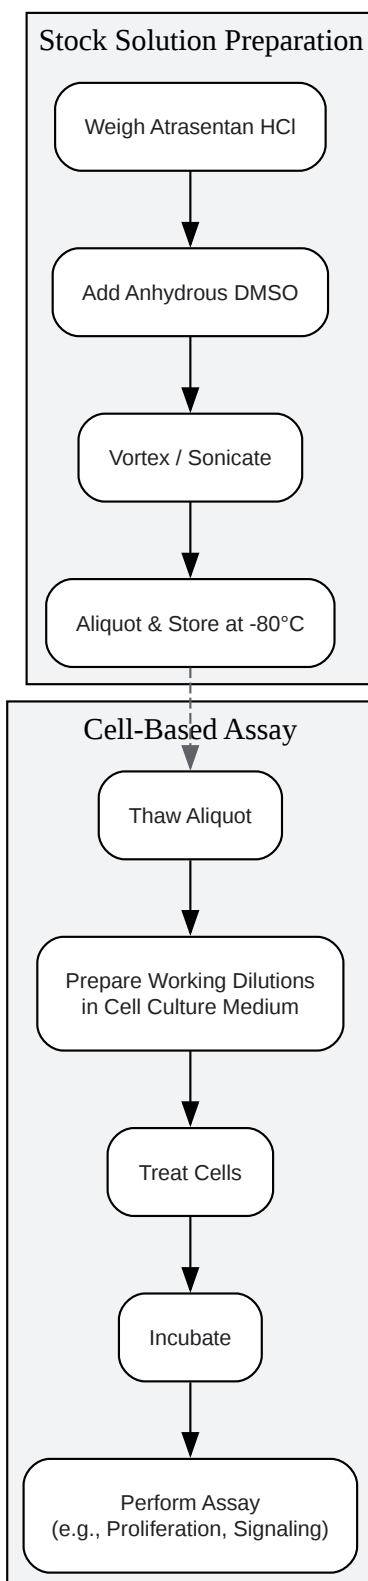 Stock Solution Preparation
Weigh Atrasentan HCl
Add Anhydrous DMSO
Vortex / Sonicate
Aliquot & Store at -80°C
Cell-Based Assay
Thaw Aliquot
Prepare Working Dilutions
in Cell Culture Medium
Treat Cells
Incubate
Perform Assay
(e.g., Proliferation, Signaling)